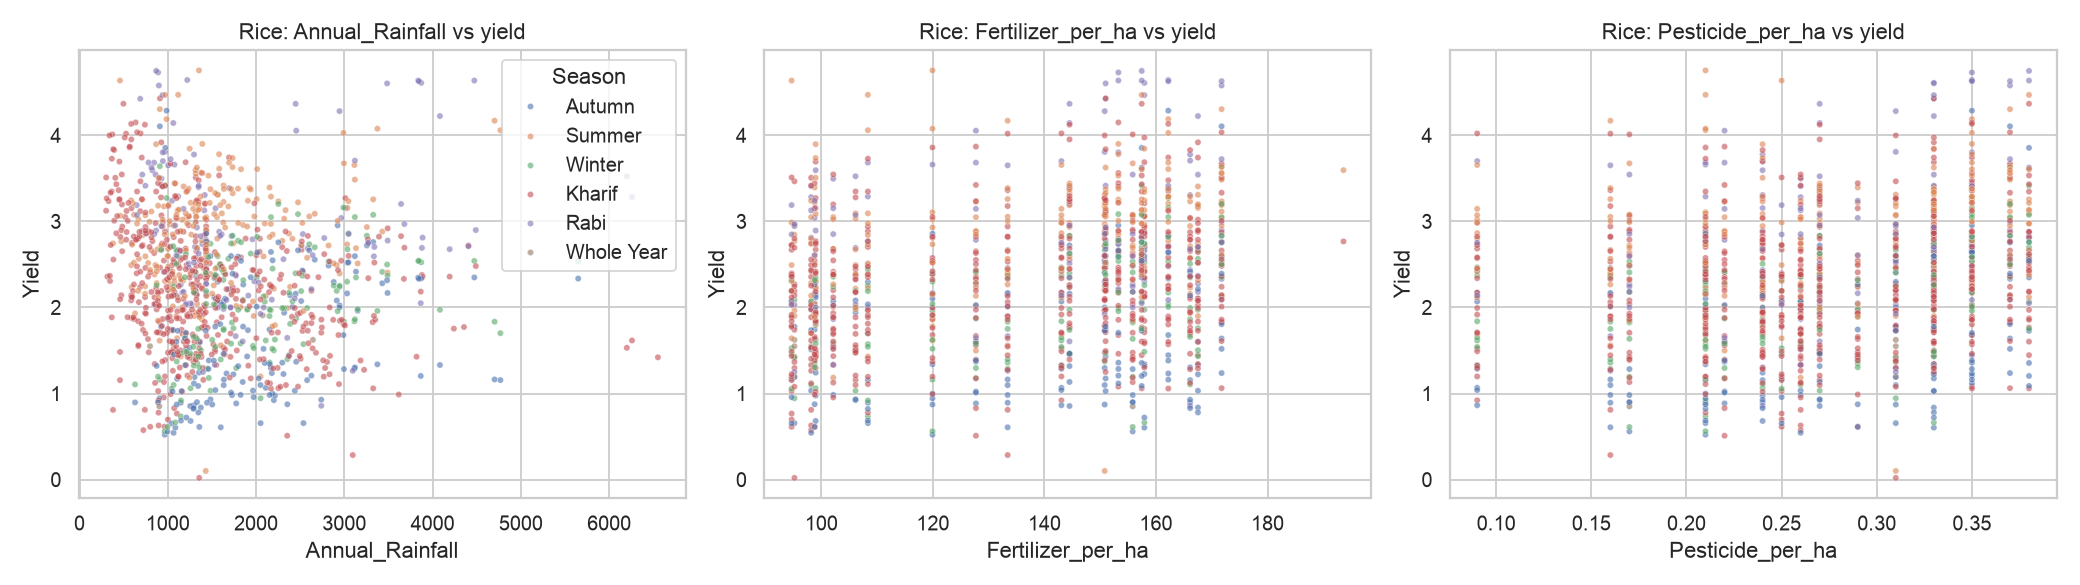 Rice: Annual_Rainfall vs yield
Yield
4
3
2
1
0
0 1000 2000 3000 4000 5000 6000
Annual_Rainfall
Season
Autumn
Summer
Winter
Kharif
Rabi
Whole Year
Rice: Fertilizer_per_ha vs yield
Yield
4
3
2
1
0
100 120 140 160 180
Fertilizer_per_ha
Rice: Pesticide_per_ha vs yield
Yield
4
3
2
1
0
0.10 0.15 0.20 0.25 0.30 0.35
Pesticide_per_ha